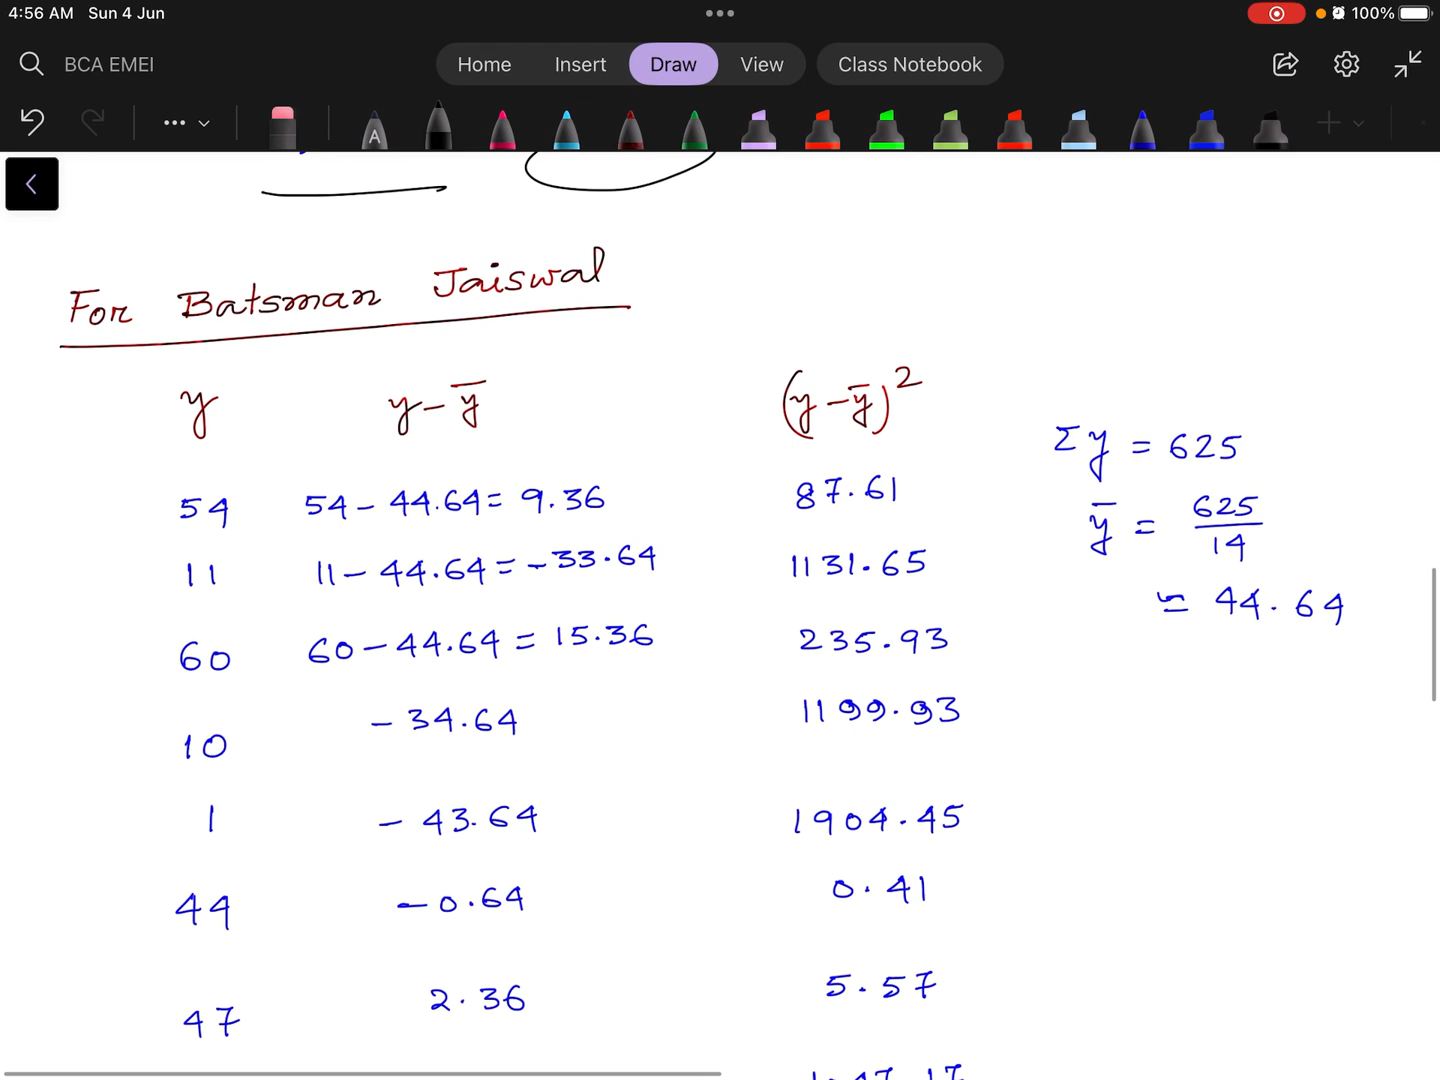 4:56 AM Sun 4 Jun
100%
BCA EMEI
Home Insert Draw View Class Notebook
A
For Batsman Jaiswal
y y - ȳ (y - ȳ)²
54 54 - 44.64 = 9.36 87.61
11 11 - 44.64 = -33.64 1131.65
60 60 - 44.64 = 15.36 235.93
10 -34.64 1199.93
1 -43.64 1904.45
44 -0.64 0.41
47 2.36 5.57
Σy = 625
ȳ = 625/14
≃ 44.64